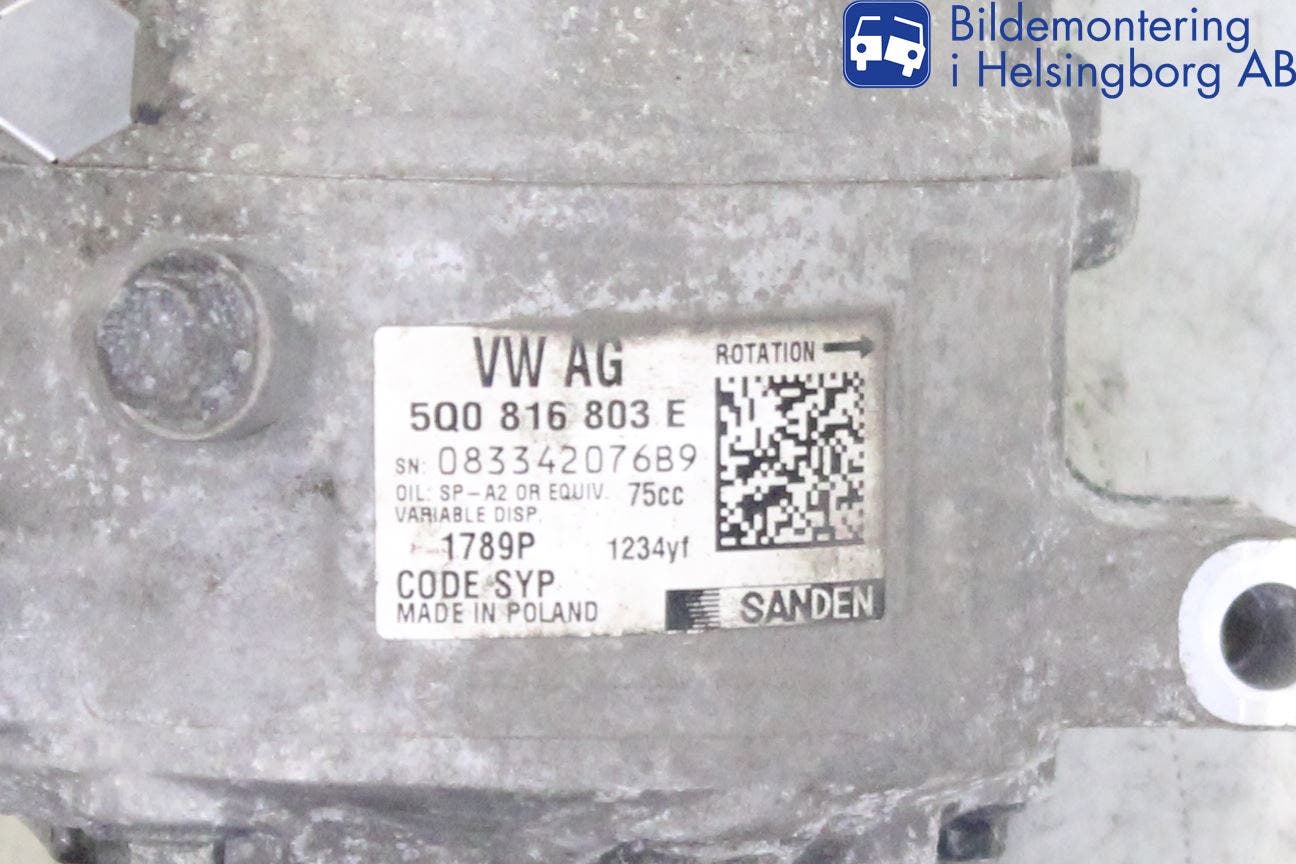 Bildemontering
i Helsingborg AB
VW AG
ROTATION
5Q0 816 803 E
SN: 083342076B9
OIL: SP-A2 OR EQUIV. 75cc
VARIABLE DISP.
1789P 1234yf
CODE SYP
MADE IN POLAND
SANDEN